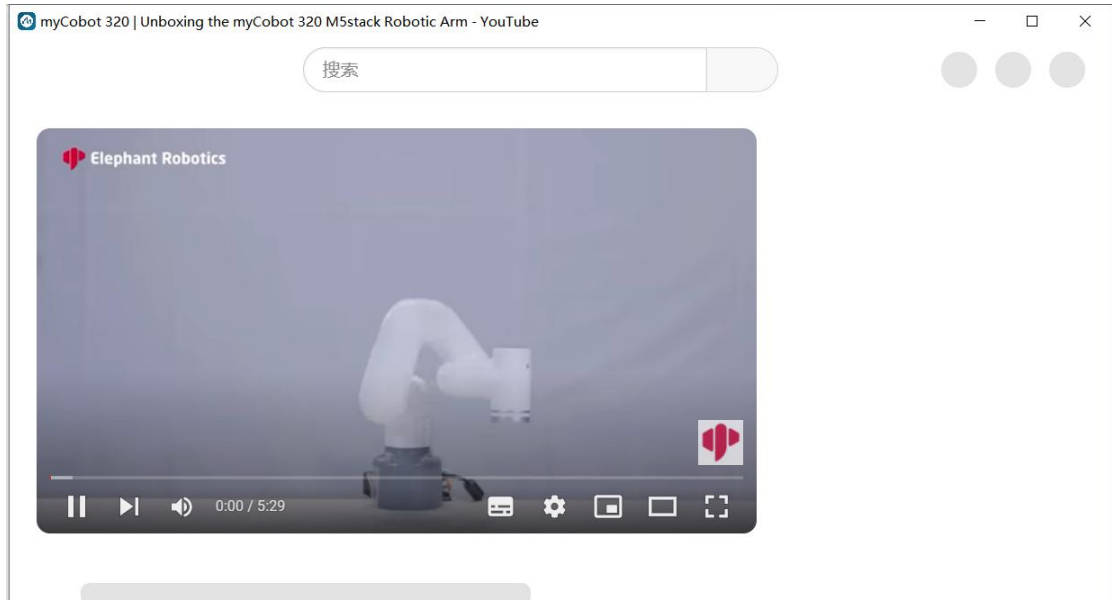 myCobot 320 | Unboxing the myCobot 320 M5stack Robotic Arm - YouTube
搜索
Elephant Robotics
0:00 / 5:29